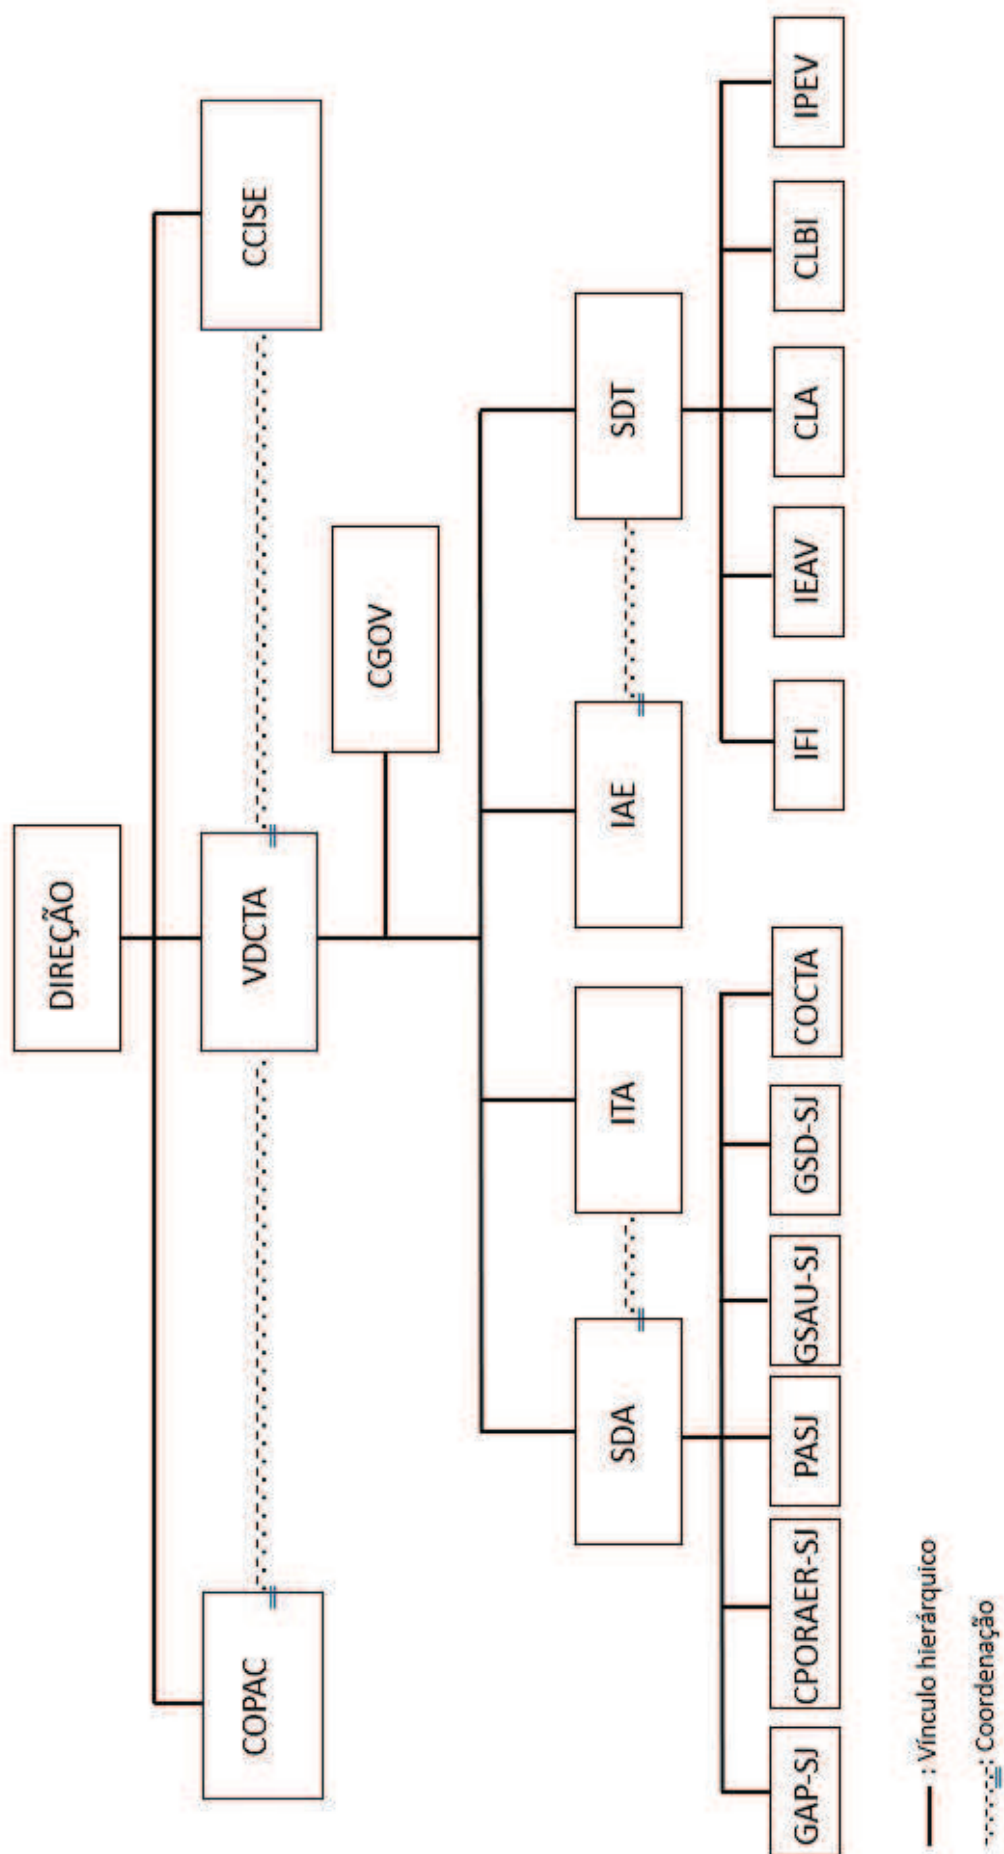 DIREÇÃO
COPAC
VDCTA
CCISE
CGOV
SDA
ITA
IAE
SDT
GAP-SJ
CPORAER-SJ
PASJ
GSAU-SJ
GSD-SJ
COCTA
IFI
IEAV
CLA
CLBI
IPEV
: Vínculo hierárquico
: Coordenação